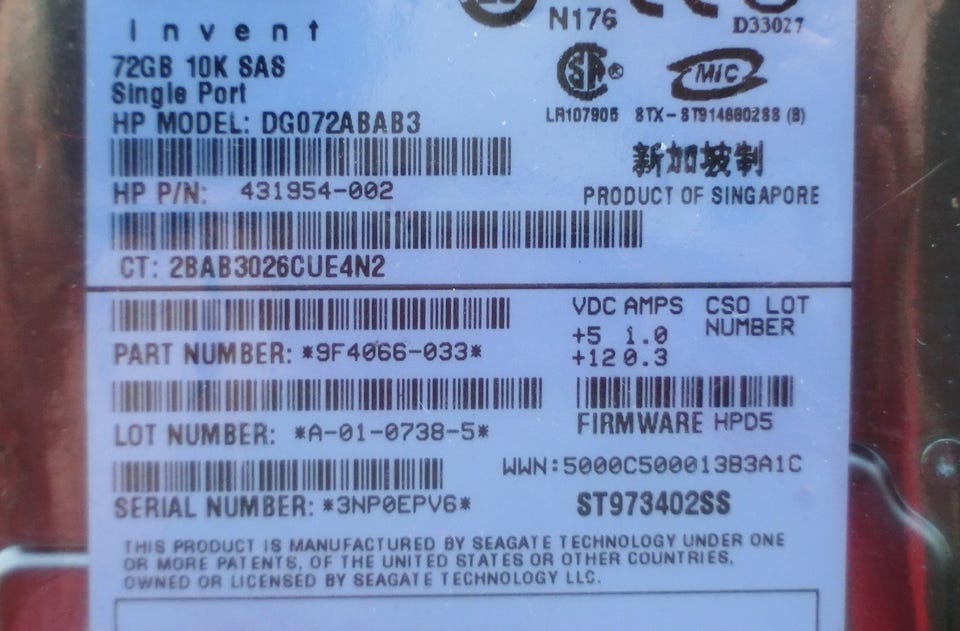 invent
N176
D33027
72GB 10K SAS
Single Port
HP MODEL: DG072ABAB3
SA®
MIC
LR107905
STX-ST9146802SS (B)
新加坡制
HP P/N: 431954-002
PRODUCT OF SINGAPORE
CT: 2BAB3026CUE4N2
VDC AMPS
+5 1.0
+12 0.3
CSO LOT
NUMBER
PART NUMBER: *9F4066-033*
LOT NUMBER: *A-01-0738-5*
FIRMWARE HPD5
WWN:5000C500013B3A1C
SERIAL NUMBER: *3NP0EPV6*
ST973402SS
THIS PRODUCT IS MANUFACTURED BY SEAGATE TECHNOLOGY UNDER ONE
OR MORE PATENTS, OF THE UNITED STATES OR OTHER COUNTRIES,
OWNED OR LICENSED BY SEAGATE TECHNOLOGY LLC.